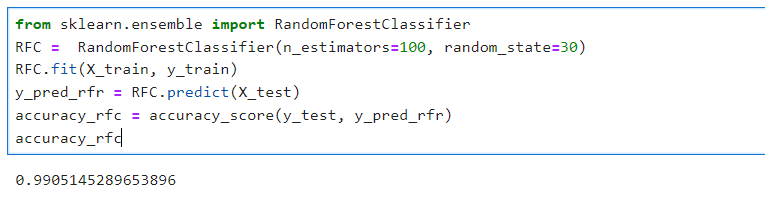 from sklearn.ensemble import RandomForestClassifier
RFC =  RandomForestClassifier(n_estimators=100, random_state=30)
RFC.fit(X_train, y_train)
y_pred_rfr = RFC.predict(X_test)
accuracy_rfc = accuracy_score(y_test, y_pred_rfr)
accuracy_rfc
0.9905145289653896